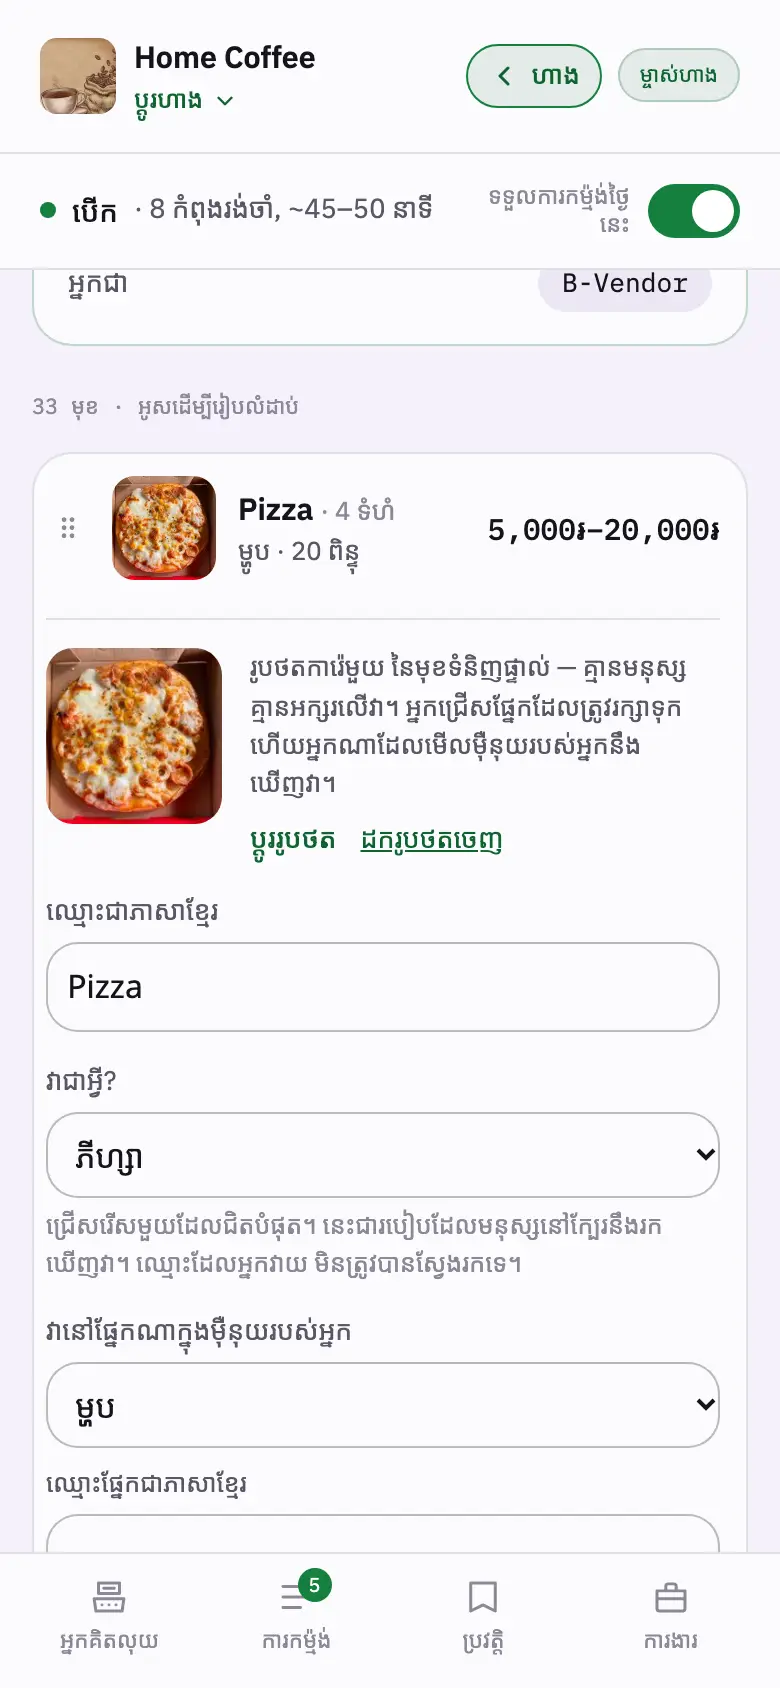 Home Coffee
ប្ដូរហាង
ហាង
ម្ចាស់ហាង
បើក · 8 កំពុងរង់ចាំ, ~45–50 នាទី
ទទួលការកម្ម៉ង់ថ្ងៃ
នេះ
អ្នកជា
B-Vendor
33 មុខ · អូសដើម្បីរៀបលំដាប់
Pizza · 4 ទំហំ
ម្ហូប · 20 ពិន្ទុ
5,000៛–20,000៛
រូបថតការ៉េមួយ នៃមុខទំនិញផ្ទាល់ — គ្មានមនុស្ស
គ្មានអក្សរលើវា។ អ្នកជ្រើសផ្នែកដែលត្រូវរក្សាទុក
ហើយអ្នកណាដែលមើលម៉ឺនុយរបស់អ្នកនឹង
ឃើញវា។
ប្ដូររូបថត ដករូបថតចេញ
ឈ្មោះជាភាសាខ្មែរ
Pizza
វាជាអ្វី?
ភីហ្សា
ជ្រើសរើសមួយដែលជិតបំផុត។ នេះជារបៀបដែលមនុស្សនៅក្បែរនឹងរក
ឃើញវា។ ឈ្មោះដែលអ្នកវាយ មិនត្រូវបានស្វែងរកទេ។
វានៅផ្នែកណាក្នុងម៉ឺនុយរបស់អ្នក
ម្ហូប
ឈ្មោះផ្នែកជាភាសាខ្មែរ
5
អ្នកគិតលុយ
ការកម្ម៉ង់
ប្រវត្តិ
ការងារ